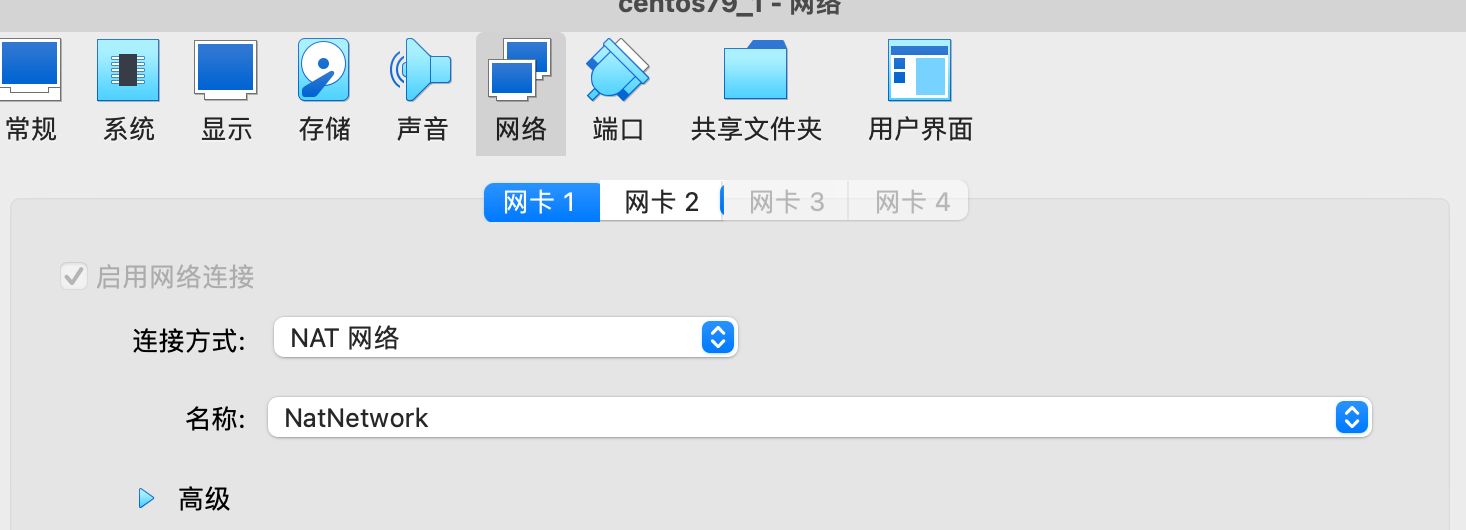 centos79_1 - 网络
常规 系统 显示 存储 声音 网络 端口 共享文件夹 用户界面
网卡 1 网卡 2 网卡 3 网卡 4
启用网络连接
连接方式: NAT 网络
名称: NatNetwork
高级